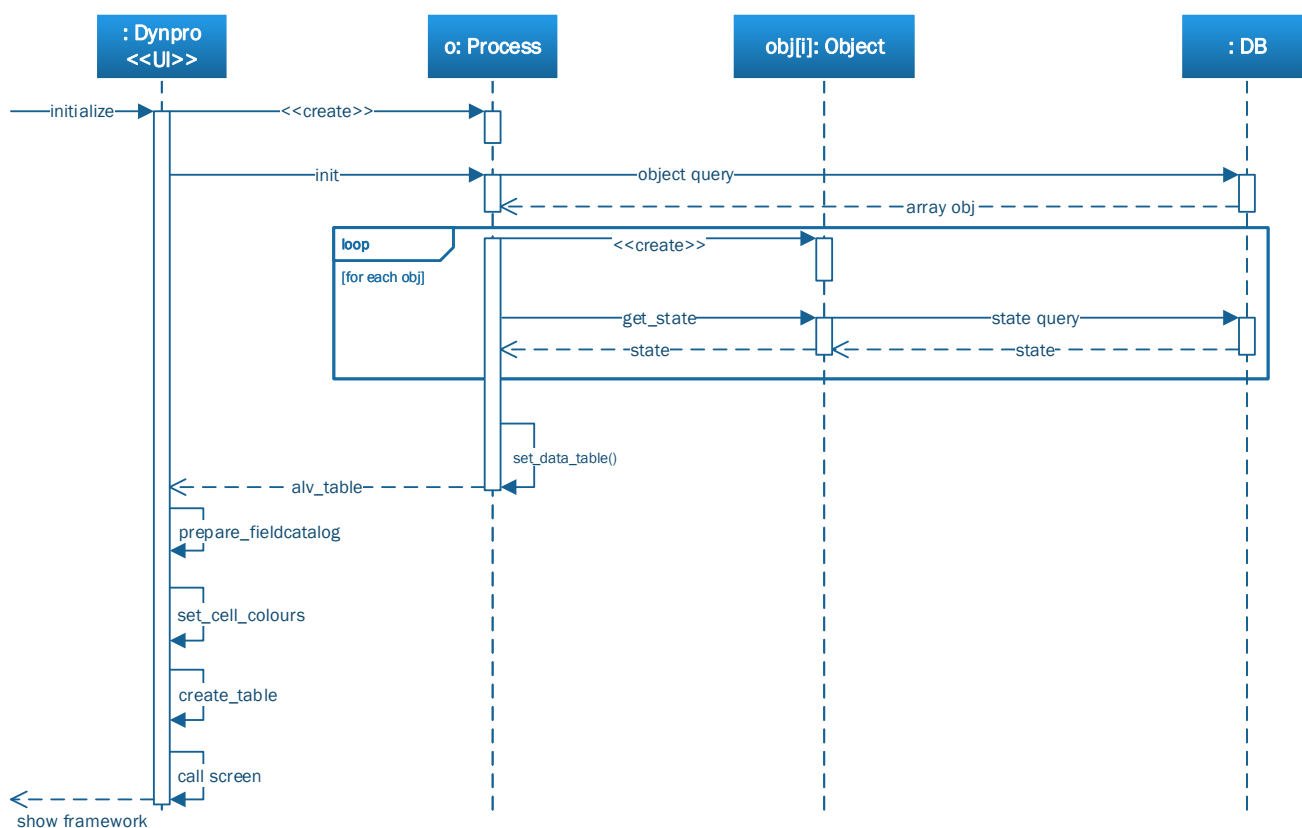 : Dynpro
<<UI>>
o: Process
obj[i]: Object
: DB
initialize
<<create>>
init
object query
array obj
loop
<<create>>
[for each obj]
get_state
state query
state
state
set_data_table()
alv_table
prepare_fieldcatalog
set_cell_colours
create_table
call screen
show framework